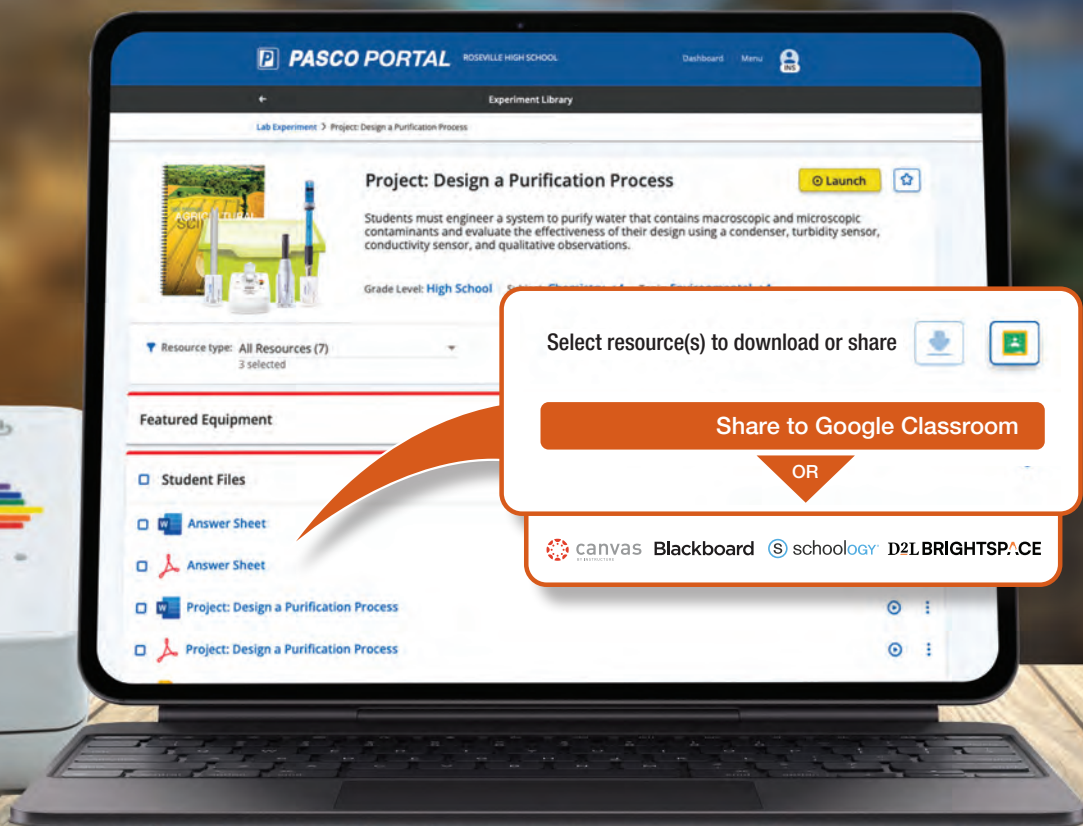 PASCO PORTAL ROSEVILLE HIGH SCHOOL Dashboard Menu
INS
Experiment Library
Lab Experiment > Project: Design a Purification Process
Project: Design a Purification Process
Launch
AGRICULTURAL
SCIENCE
Students must engineer a system to purify water that contains macroscopic and microscopic
contaminants and evaluate the effectiveness of their design using a condenser, turbidity sensor,
conductivity sensor, and qualitative observations.
Grade Level: High School
Resource type: All Resources (7)
3 selected
Select resource(s) to download or share
Share to Google Classroom
OR
canvas Blackboard schoology D2L BRIGHTSPACE
BY INSTRUCTURE
Featured Equipment
Student Files
Answer Sheet
Answer Sheet
Project: Design a Purification Process
Project: Design a Purification Process